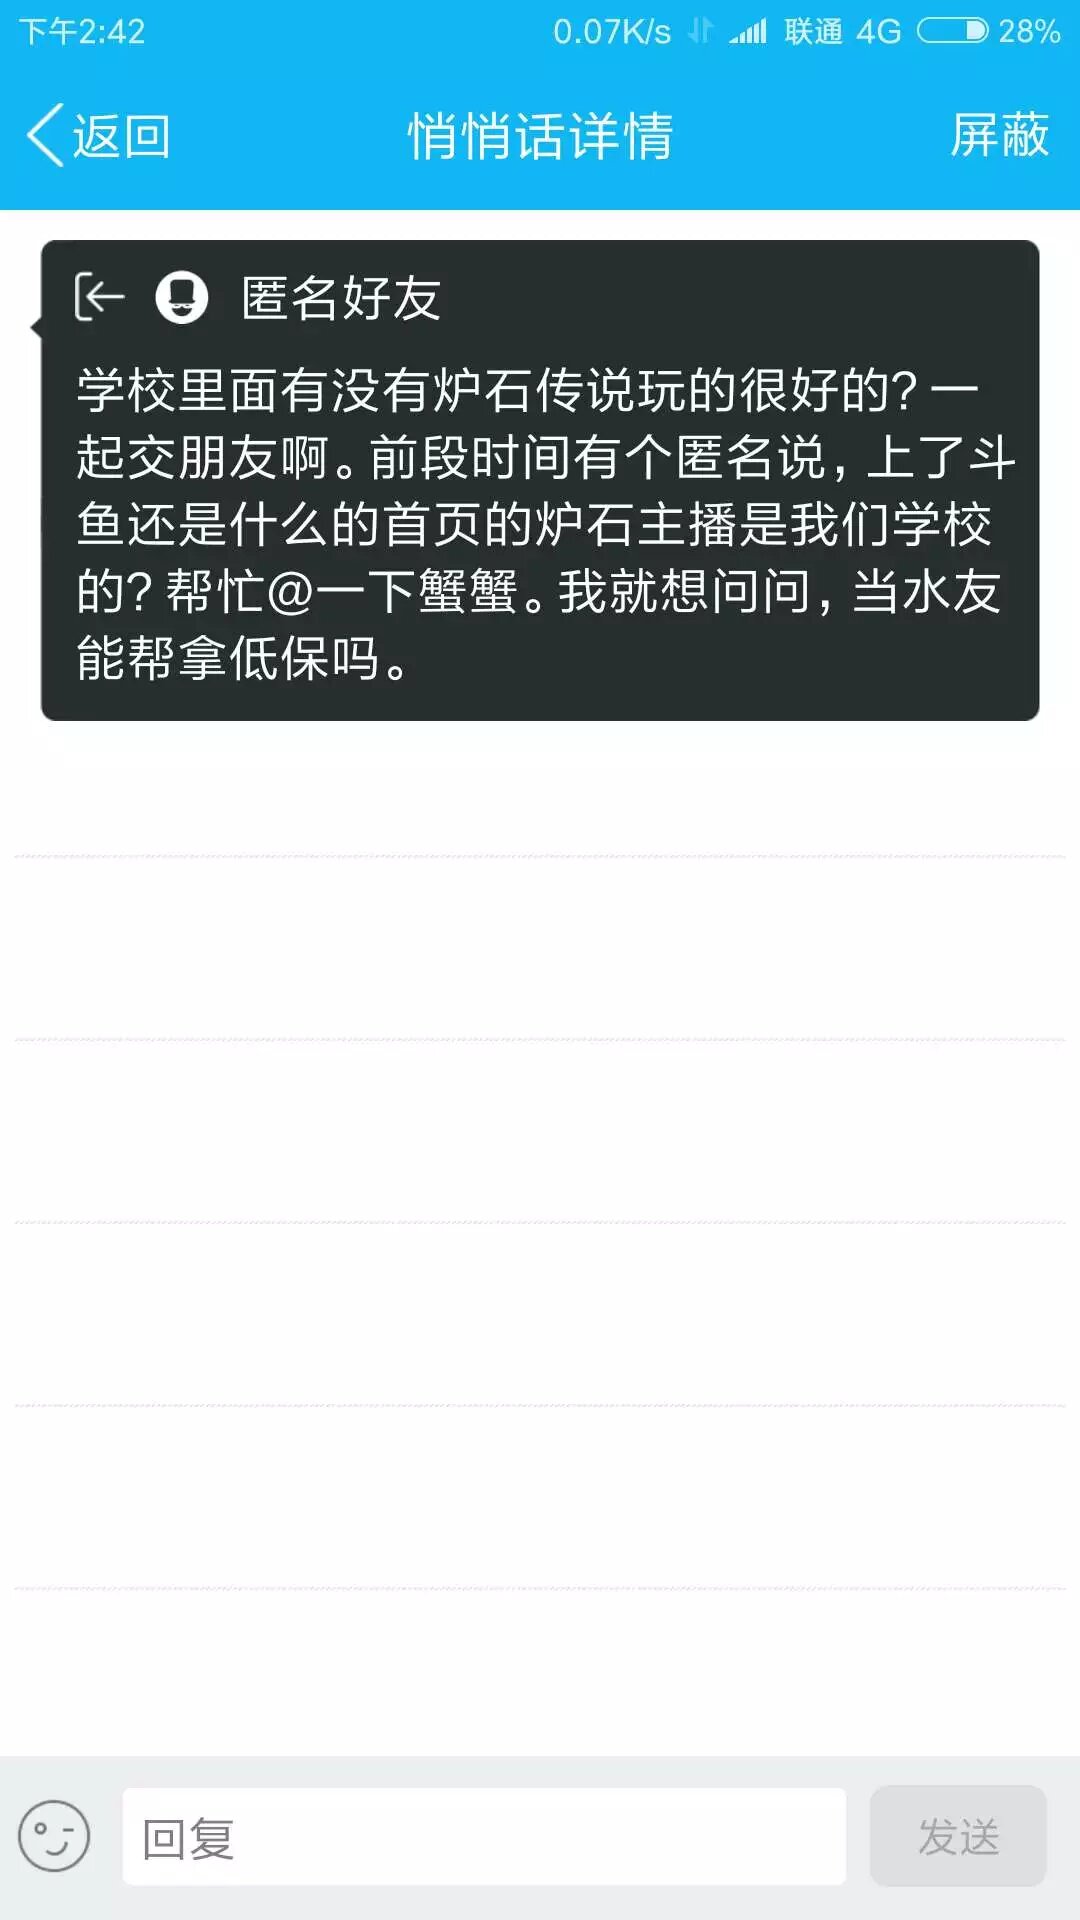 下午2:42 0.07K/s 联通 4G 28%
返回 悄悄话详情 屏蔽
匿名好友
学校里面有没有炉石传说玩的很好的？一
起交朋友啊。前段时间有个匿名说，上了斗
鱼还是什么的首页的炉石主播是我们学校
的？帮忙@一下蟹蟹。我就想问问，当水友
能帮拿低保吗。
回复 发送